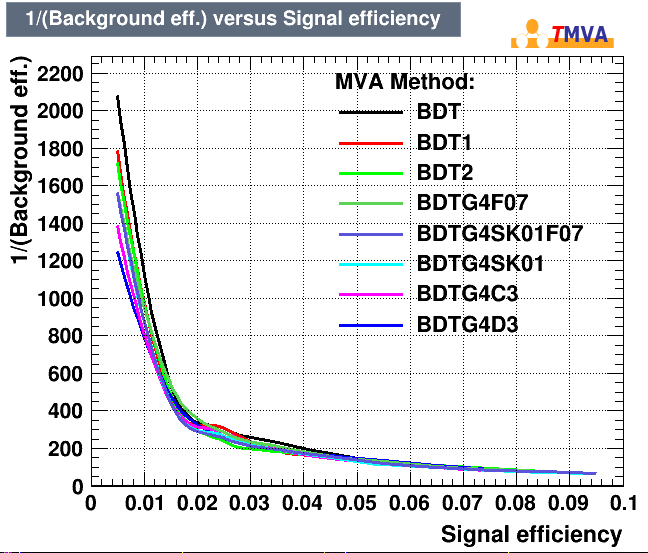 1/(Background eff.) versus Signal efficiency
TMVA
1/(Background eff.)
2200
2000
1800
1600
1400
1200
1000
800
600
400
200
0
MVA Method:
BDT
BDT1
BDT2
BDTG4F07
BDTG4SK01F07
BDTG4SK01
BDTG4C3
BDTG4D3
0 0.01 0.02 0.03 0.04 0.05 0.06 0.07 0.08 0.09 0.1
Signal efficiency